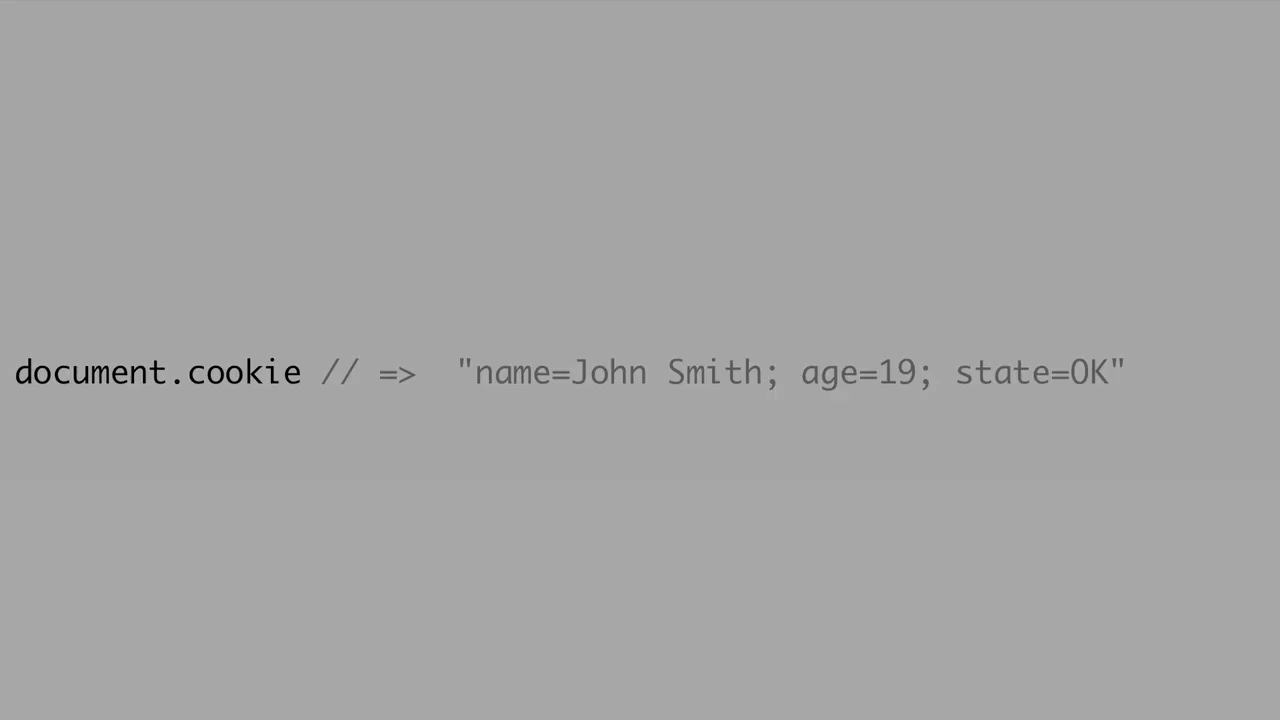 document.cookie // =>  "name=John Smith; age=19; state=OK"